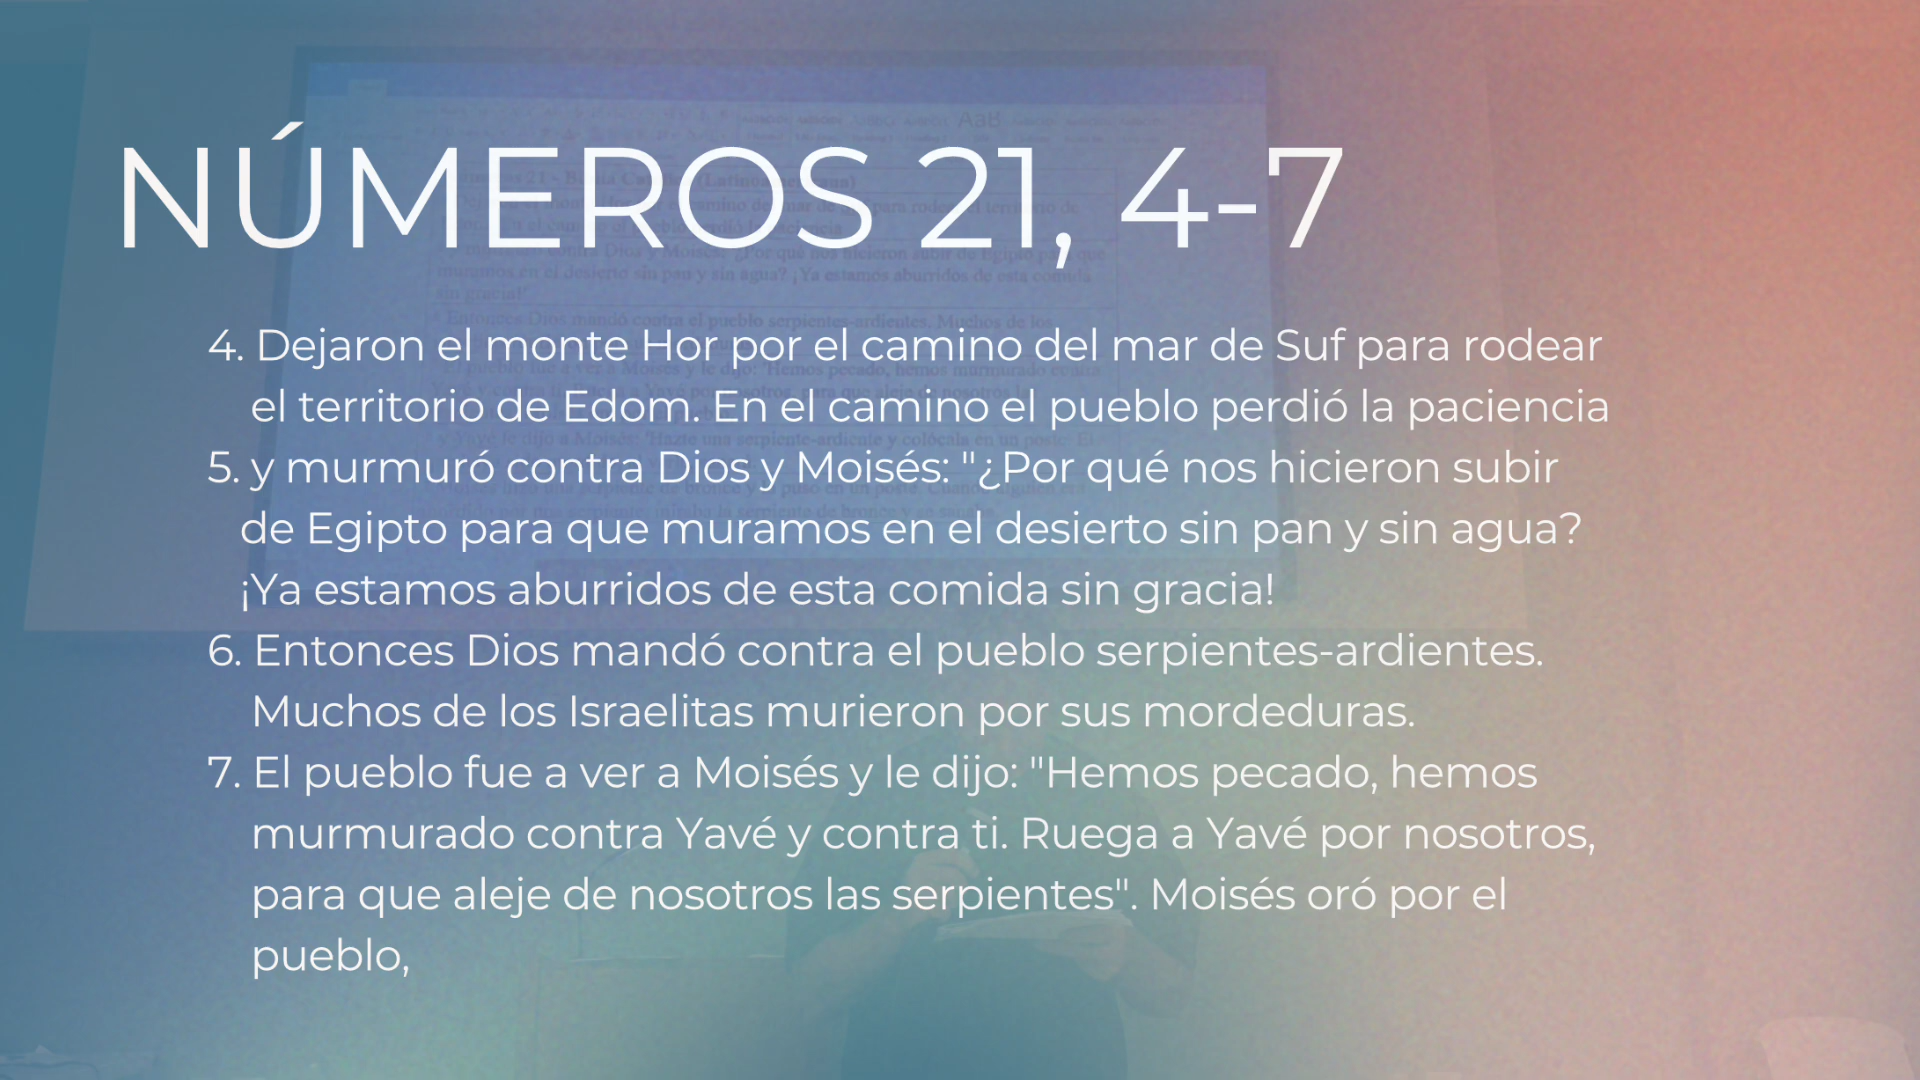 NÚMEROS 21, 4-7
4. Dejaron el monte Hor por el camino del mar de Suf para rodear
el territorio de Edom. En el camino el pueblo perdió la paciencia
5. y murmuró contra Dios y Moisés: "¿Por qué nos hicieron subir
de Egipto para que muramos en el desierto sin pan y sin agua?
¡Ya estamos aburridos de esta comida sin gracia!
6. Entonces Dios mandó contra el pueblo serpientes-ardientes.
Muchos de los Israelitas murieron por sus mordeduras.
7. El pueblo fue a ver a Moisés y le dijo: "Hemos pecado, hemos
murmurado contra Yavé y contra ti. Ruega a Yavé por nosotros,
para que aleje de nosotros las serpientes". Moisés oró por el
pueblo,